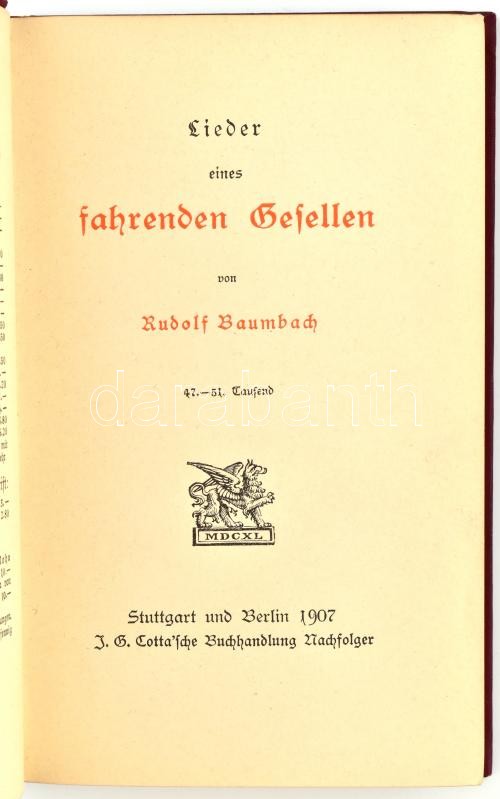 Lieder
eines
fahrenden Gesellen
von
Rudolf Baumbach
47.—51. Tausend
darabanth
MDCXL
Stuttgart und Berlin 1907
J. G. Cotta'sche Buchhandlung Nachfolger